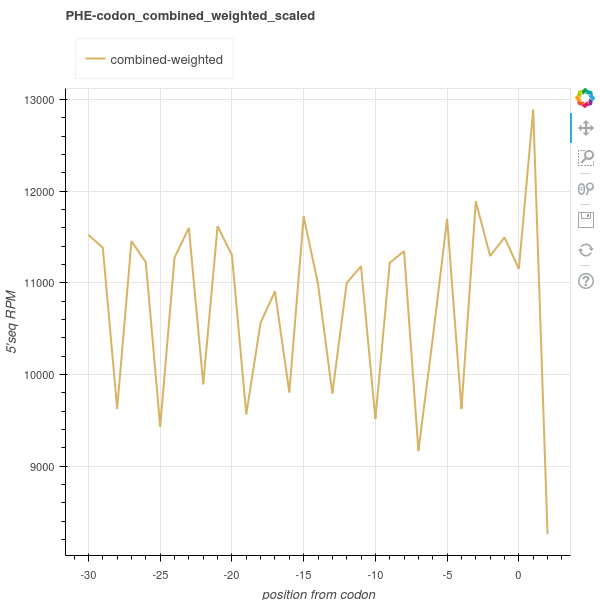 PHE-codon_combined_weighted_scaled
combined-weighted
13000
12000
11000
10000
9000
5'seq RPM
-30 -25 -20 -15 -10 -5 0
position from codon